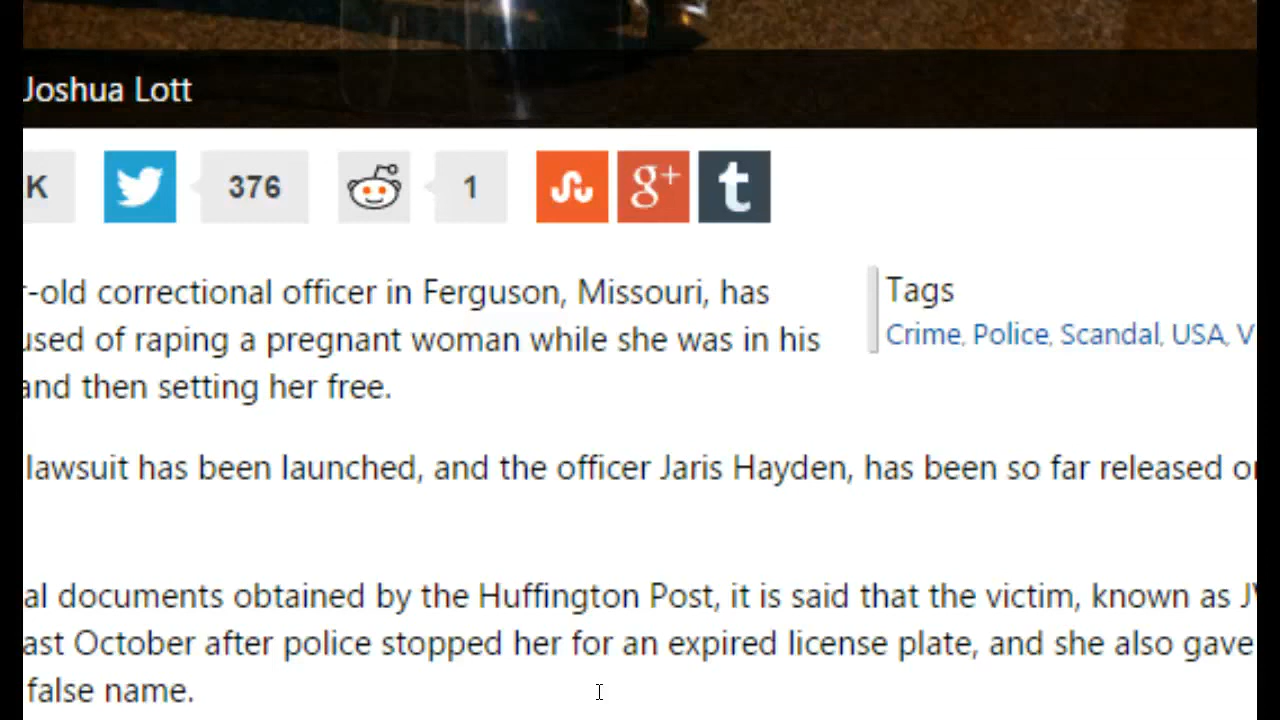 Joshua Lott
K 376 1 g+ t
-old correctional officer in Ferguson, Missouri, has
used of raping a pregnant woman while she was in his
and then setting her free.
Tags
Crime, Police, Scandal, USA, V
lawsuit has been launched, and the officer Jaris Hayden, has been so far released or
al documents obtained by the Huffington Post, it is said that the victim, known as JV
ast October after police stopped her for an expired license plate, and she also gave
false name.